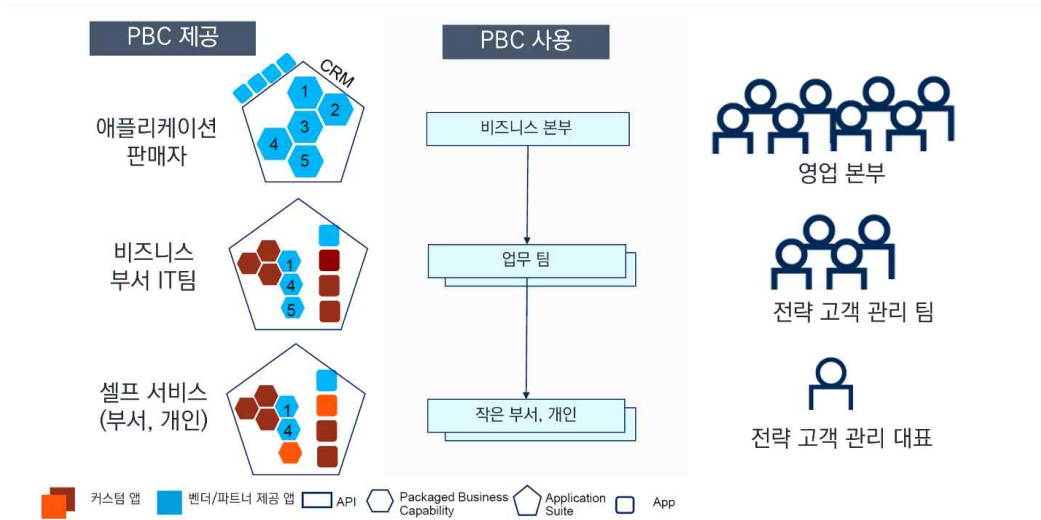 PBC 제공
PBC 사용
CRM
1
2
3
4
5
애플리케이션
판매자
비즈니스 본부
영업 본부
비즈니스
부서 IT팀
1
4
5
업무 팀
전략 고객 관리 팀
셀프 서비스
(부서, 개인)
1
4
작은 부서, 개인
전략 고객 관리 대표
커스텀 앱
벤더/파트너 제공 앱
API
Packaged Business
Capability
Application
Suite
App